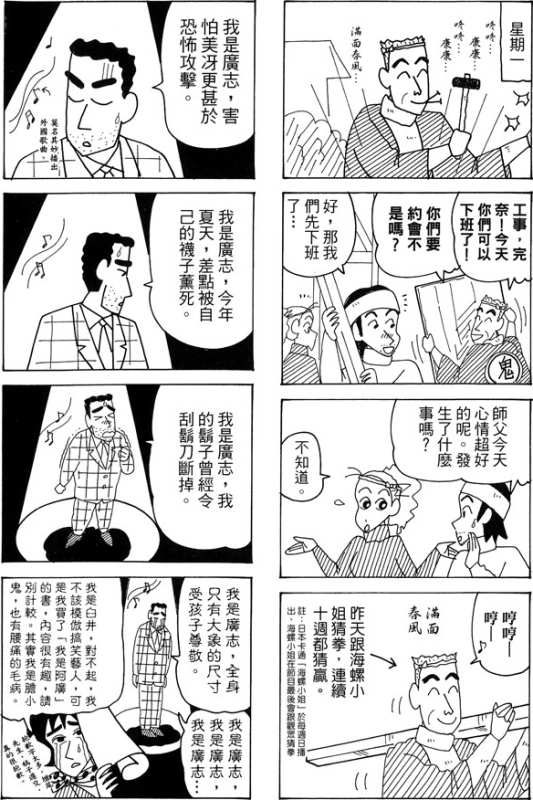 星期一
滿面春風…
工事，完
奈！今天
你們可以
下班了！
你們要
約會不
是嗎？
好，那我
們先下班
了…
鬼
師父今天
心情超好
的呢。發
生了什麼
事嗎？
不知道。
哼哼—
哼—
滿面
春風
昨天跟海螺小
姐猜拳，連續
十週都猜贏。
註：日本卡通「海螺小姐」於每週日播
出，海螺小姐在節目最後會跟觀眾猜拳
我是廣志，害
怕美冴更甚於
恐怖攻擊。
莫名其妙播出
外國歌曲。
我是廣志，今年
夏天，差點被自
己的襪子薰死。
我是廣志，我
的鬍子曾經令
刮鬍刀斷掉。
我是廣志，全身
只有大象的尺寸
受孩子尊敬。
我是廣志，
我是廣志，
我是廣志…
我是臼井，對不起，我
不該模倣搞笑藝人，可
是我買了「我是阿廣」
的書，內容很有趣，請
別計較。其實我是膽小
鬼，也有腰痛的毛病。